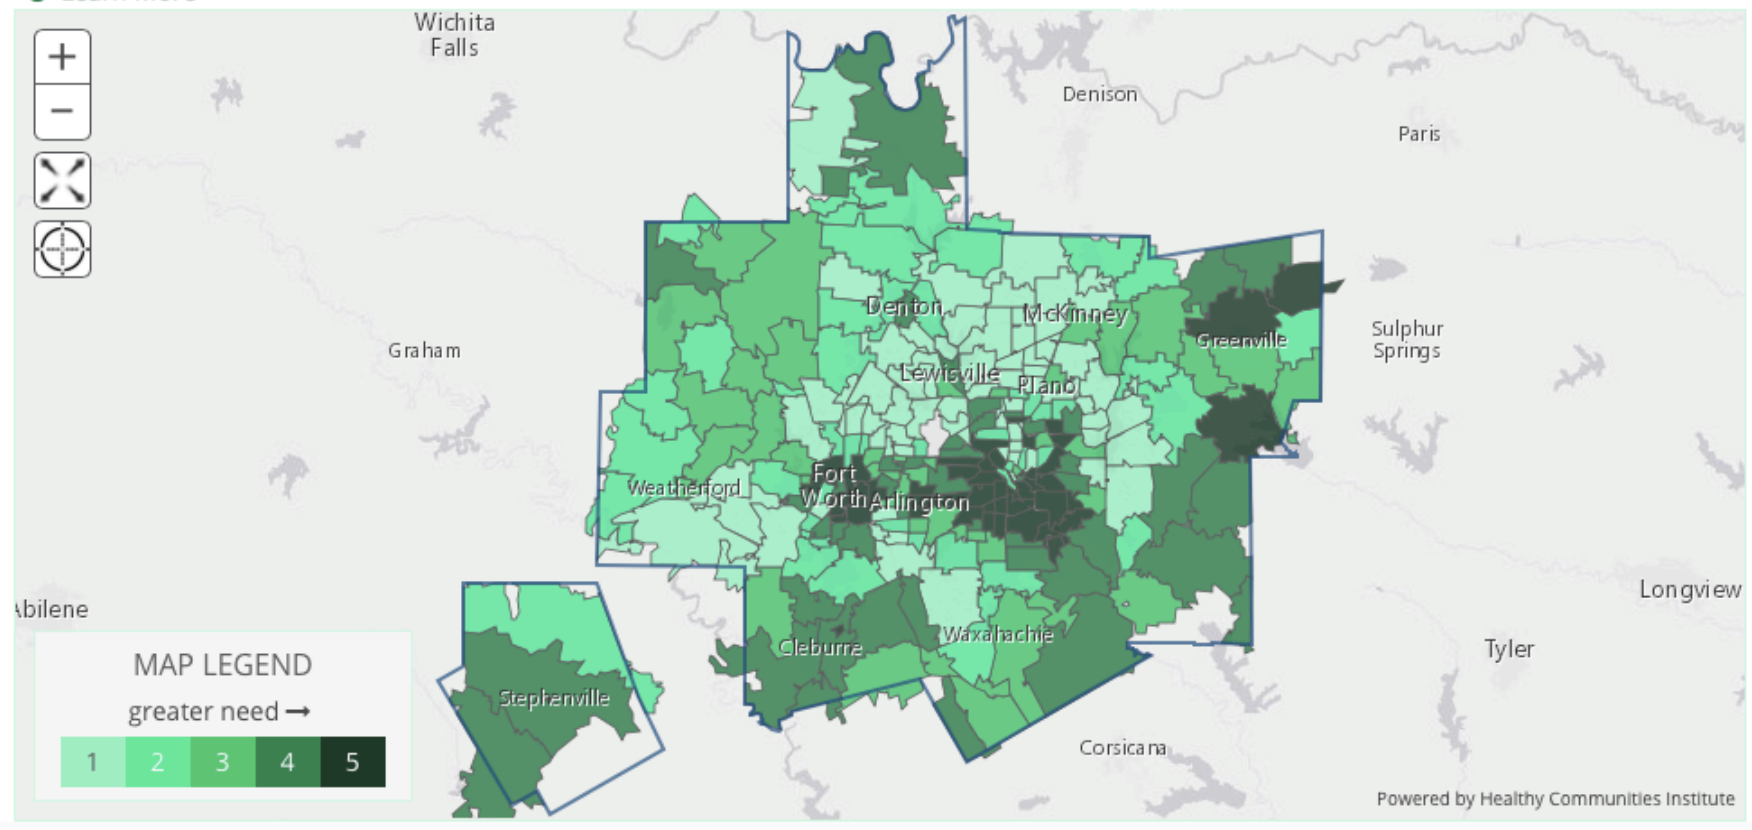 Wichita
Falls
Denison
Paris
Denton
McKinney
Sulphur
Springs
Greenville
Graham
Lewisville
Plano
Fort
Worth
Arlington
Weatherford
Longview
Abilene
Cleburne
Waxahachie
Tyler
Stephenville
Corsicana
MAP LEGEND
greater need →
1 2 3 4 5
Powered by Healthy Communities Institute